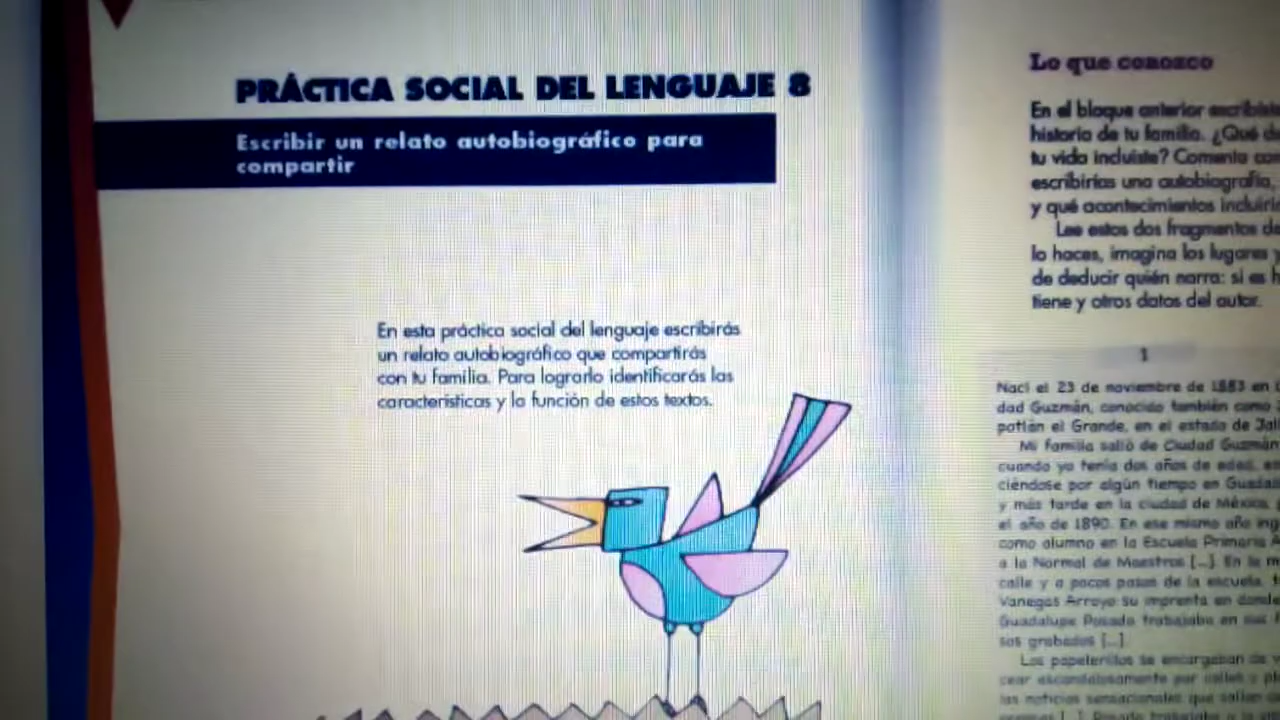 PRÁCTICA SOCIAL DEL LENGUAJE 8
Escribir un relato autobiográfico para
compartir
En esta práctica social del lenguaje escribirás
un relato autobiográfico que compartirás
con tu familia. Para lograrlo identificarás las
características y la función de estos textos.
Lo que conozco
En el bloque anterior escribiste
historia de tu familia. ¿Qué
tu vida incluiste? Comenta
escribirías una autobiografía,
y qué acontecimientos
Lee estos dos fragmentos
lo haces, imagina los lugares y
de deducir quién narra: si es
tiene y otros datos del autor.
1
Nací el 23 de noviembre de 1883 en
dad Guzmán, conocido también como
potlán el Grande, en el estado de
Mi familia salió de Ciudad Guzmán
cuando yo tenía dos años de edad,
ciéndose por algún tiempo en
y más tarde en la ciudad de México,
el año de 1890. En ese mismo año
como alumno en la Escuela Primaria
a la Normal de Maestros [...]. En la
calle y a pocos pasos de la escuela,
Vanegas Arroyo su imprenta en donde
Guadalupe Posada trabajaba en sus
sos grabados [...].
Los papelerillos se encargaban de
cear escandalosamente por calles y
las noticias sensacionales que salían